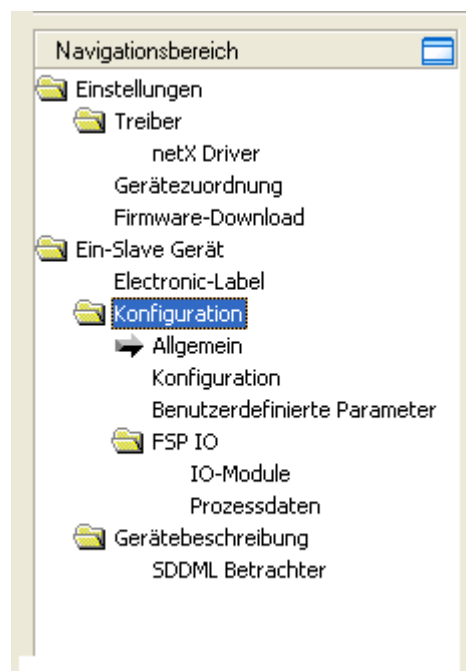 Navigationsbereich
Einstellungen
Treiber
netX Driver
Gerätezuordnung
Firmware-Download
Ein-Slave Gerät
Electronic-Label
Konfiguration
Allgemein
Konfiguration
Benutzerdefinierte Parameter
FSP IO
IO-Module
Prozessdaten
Gerätebeschreibung
SDDML Betrachter